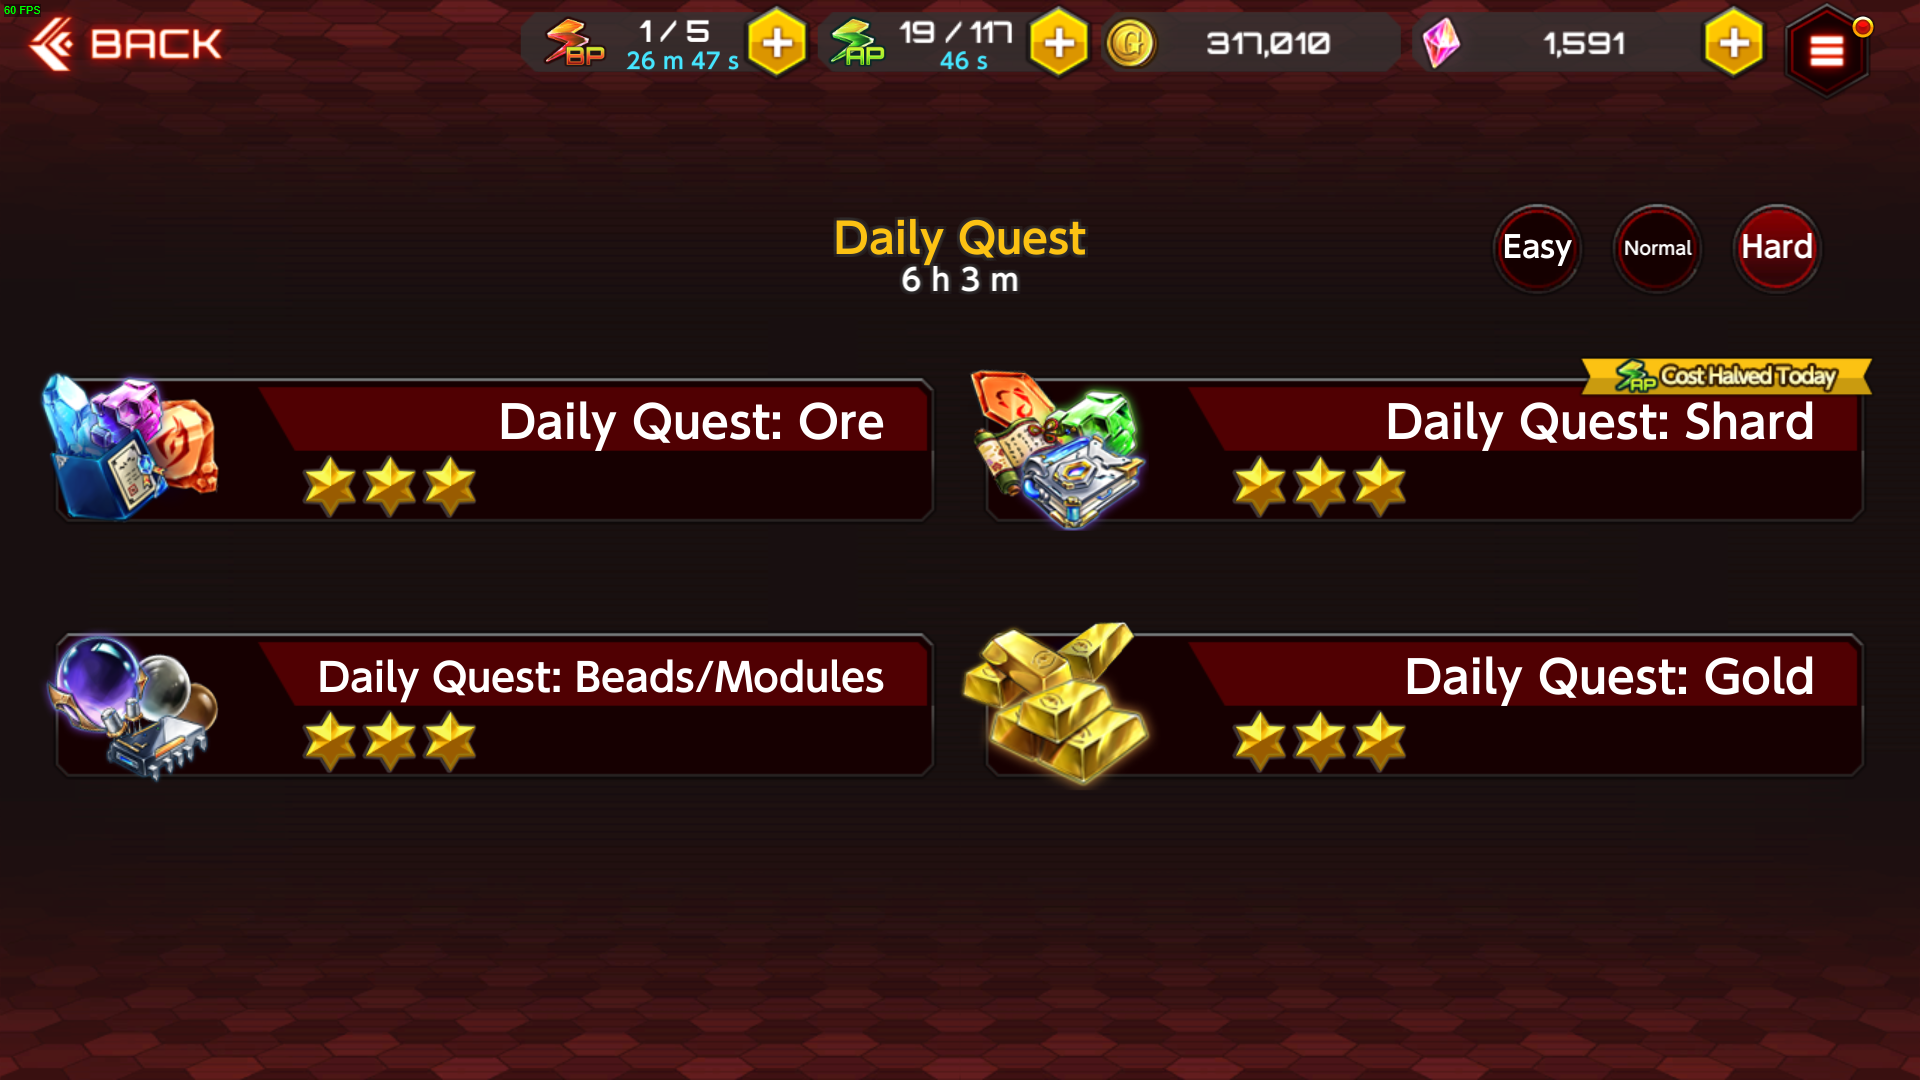 60 FPS
BACK
BP
1 / 5
26 m 47 s
AP
19 / 117
46 s
G
317,010
1,591
Daily Quest
6 h 3 m
Easy
Normal
Hard
Daily Quest: Ore
AP Cost Halved Today
Daily Quest: Shard
Daily Quest: Beads/Modules
Daily Quest: Gold